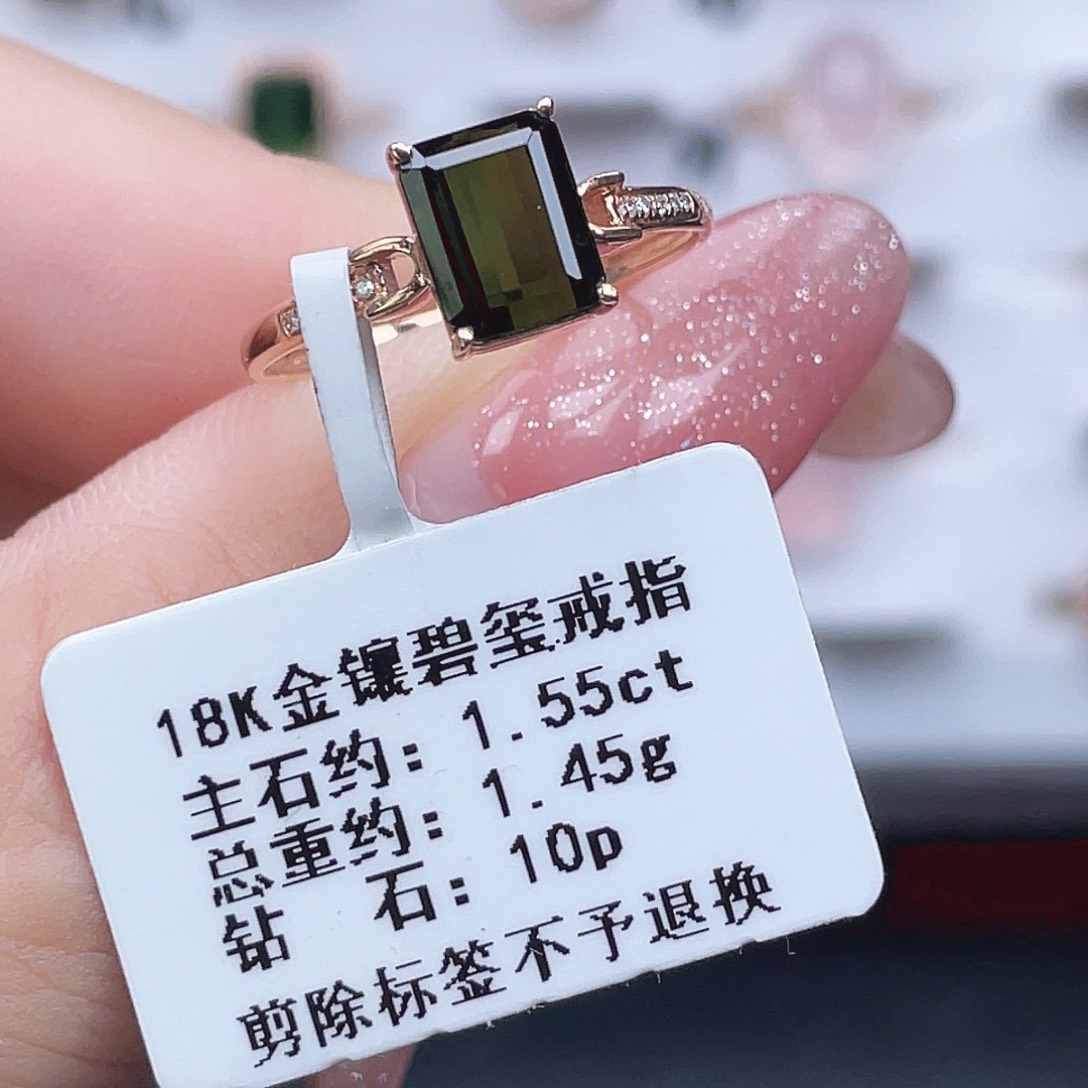 18K金镶碧玺戒指
主石约：1.55ct
总重约：1.45g
钻　石：10p
剪除标签不予退换